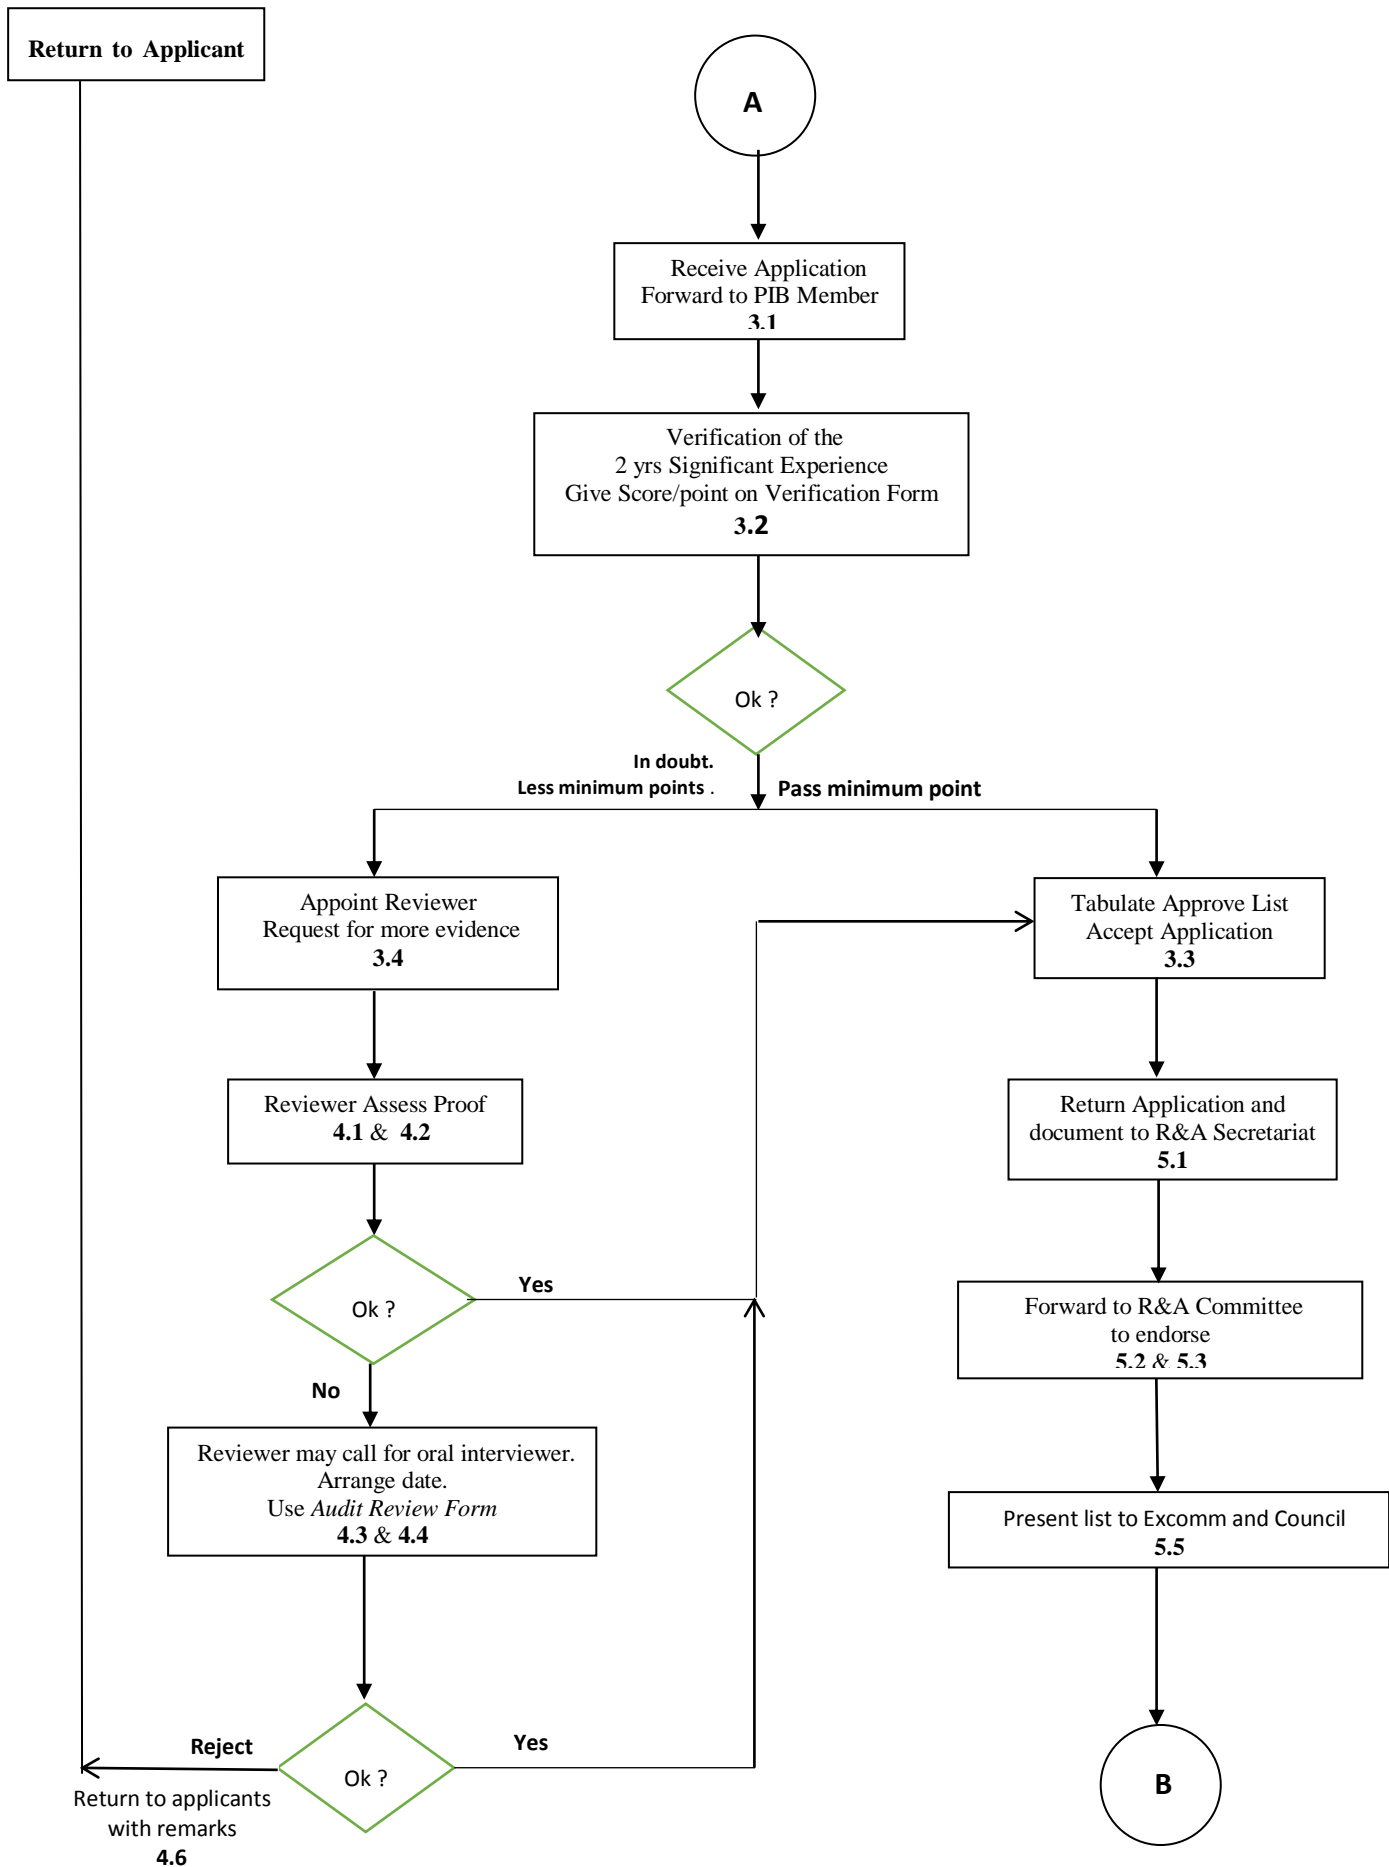 Return to Applicant
A
Receive Application
Forward to PIB Member
3.1
Verification of the
2 yrs Significant Experience
Give Score/point on Verification Form
3.2
Ok ?
In doubt.
Less minimum points .
Pass minimum point
Appoint Reviewer
Request for more evidence
3.4
Tabulate Approve List
Accept Application
3.3
Reviewer Assess Proof
4.1 & 4.2
Return Application and
document to R&A Secretariat
5.1
Ok ?
Yes
No
Forward to R&A Committee
to endorse
5.2 & 5.3
Reviewer may call for oral interviewer.
Arrange date.
Use Audit Review Form
4.3 & 4.4
Present list to Excomm and Council
5.5
Reject
Ok ?
Yes
Return to applicants
with remarks
4.6
B